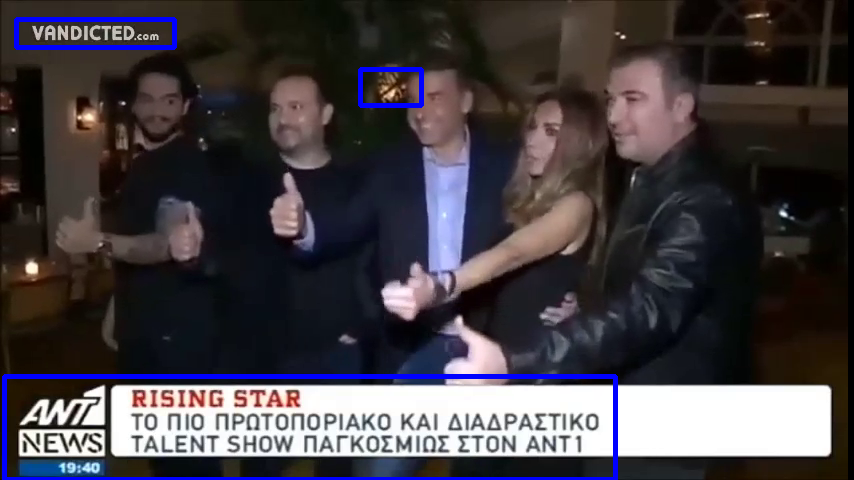 VANDICTED.com
RISING STAR
ΤΟ ΠΙΟ ΠΡΩΤΟΠΟΡΙΑΚΟ ΚΑΙ ΔΙΑΔΡΑΣΤΙΚΟ
TALENT SHOW ΠΑΓΚΟΣΜΙΩΣ ΣΤΟΝ ΑΝΤ1
ANT1
NEWS
19:40